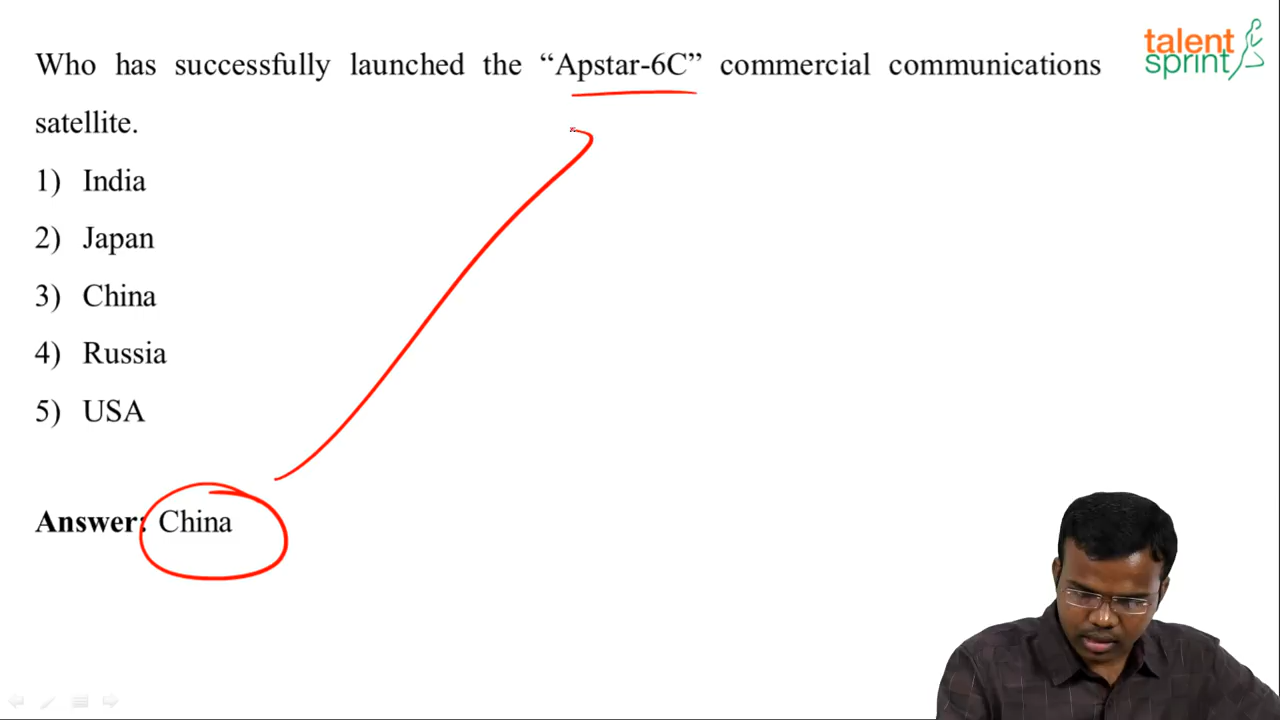 Who has successfully launched the “Apstar-6C” commercial communications
satellite.
1) India
2) Japan
3) China
4) Russia
5) USA
Answer: China
talent
sprint